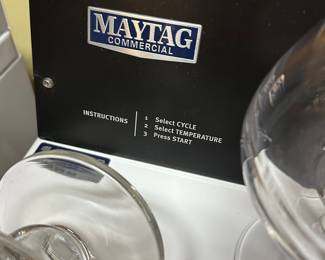 MAYTAG
COMMERCIAL
INSTRUCTIONS
1 Select CYCLE
2 Select TEMPERATURE
3 Press START